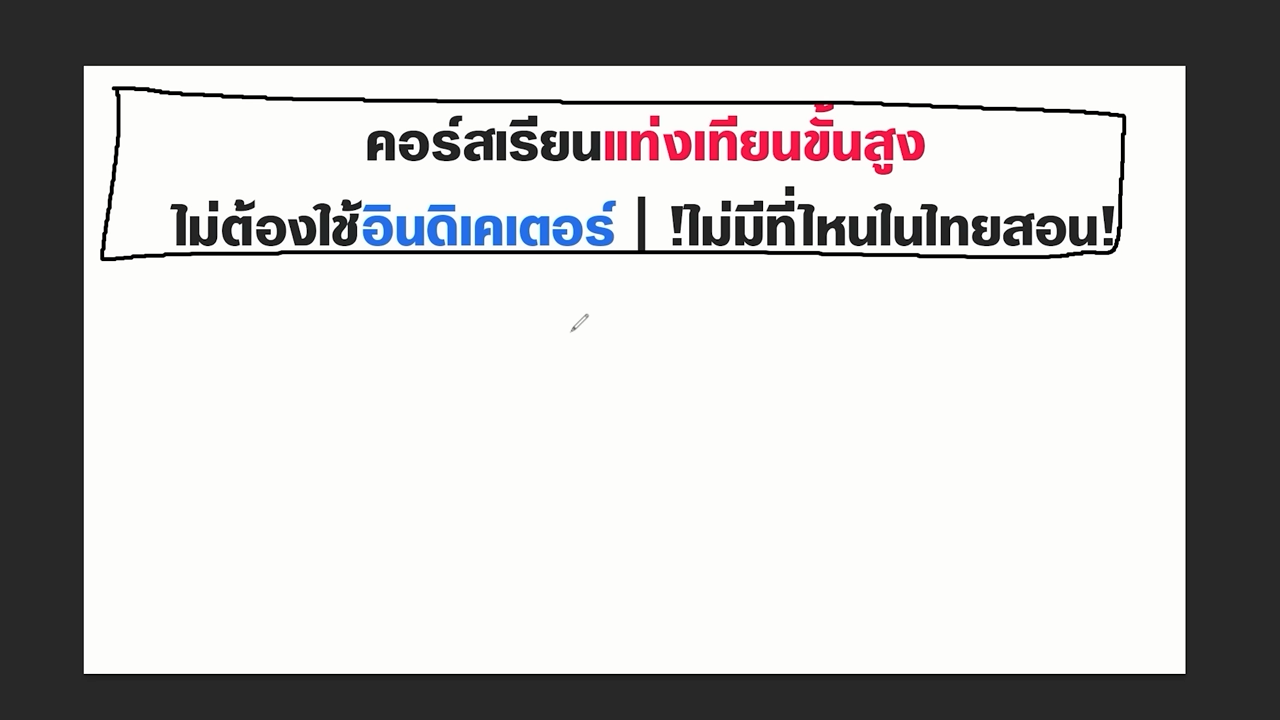 คอร์สเรียนแท่งเทียนขั้นสูง
ไม่ต้องใช้อินดิเคเตอร์ | !ไม่มีที่ไหนในไทยสอน!